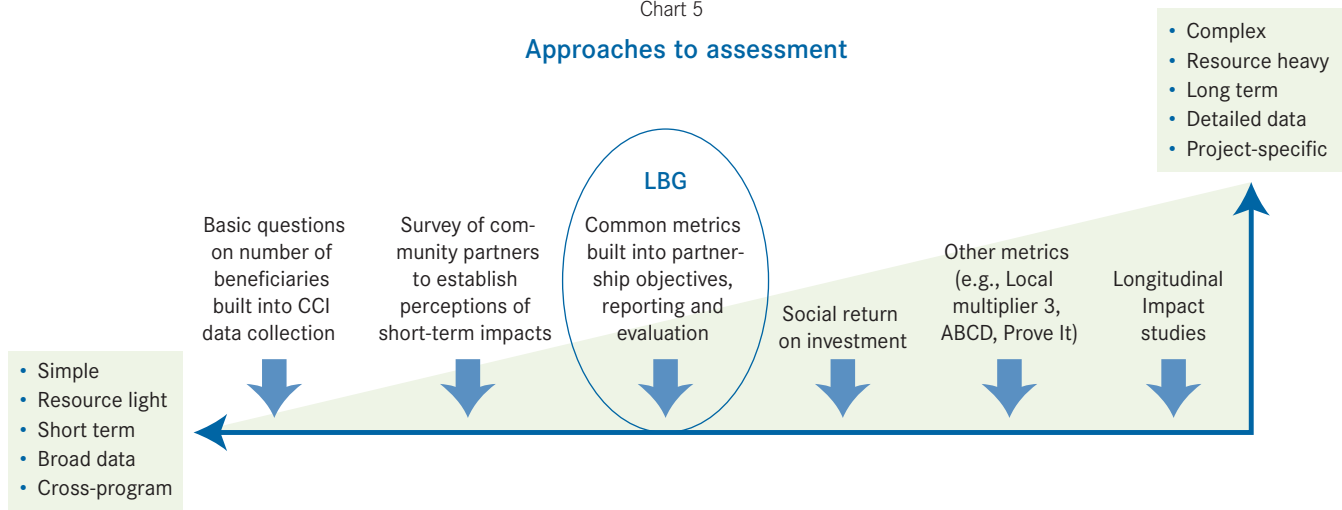 Chart 5
Approaches to assessment
• Simple
• Resource light
• Short term
• Broad data
• Cross-program
Basic questions
on number of
beneficiaries
built into CCI
data collection
Survey of com-
munity partners
to establish
perceptions of
short-term impacts
LBG
Common metrics
built into partner-
ship objectives,
reporting and
evaluation
Social return
on investment
Other metrics
(e.g., Local
multiplier 3,
ABCD, Prove It)
Longitudinal
Impact
studies
• Complex
• Resource heavy
• Long term
• Detailed data
• Project-specific